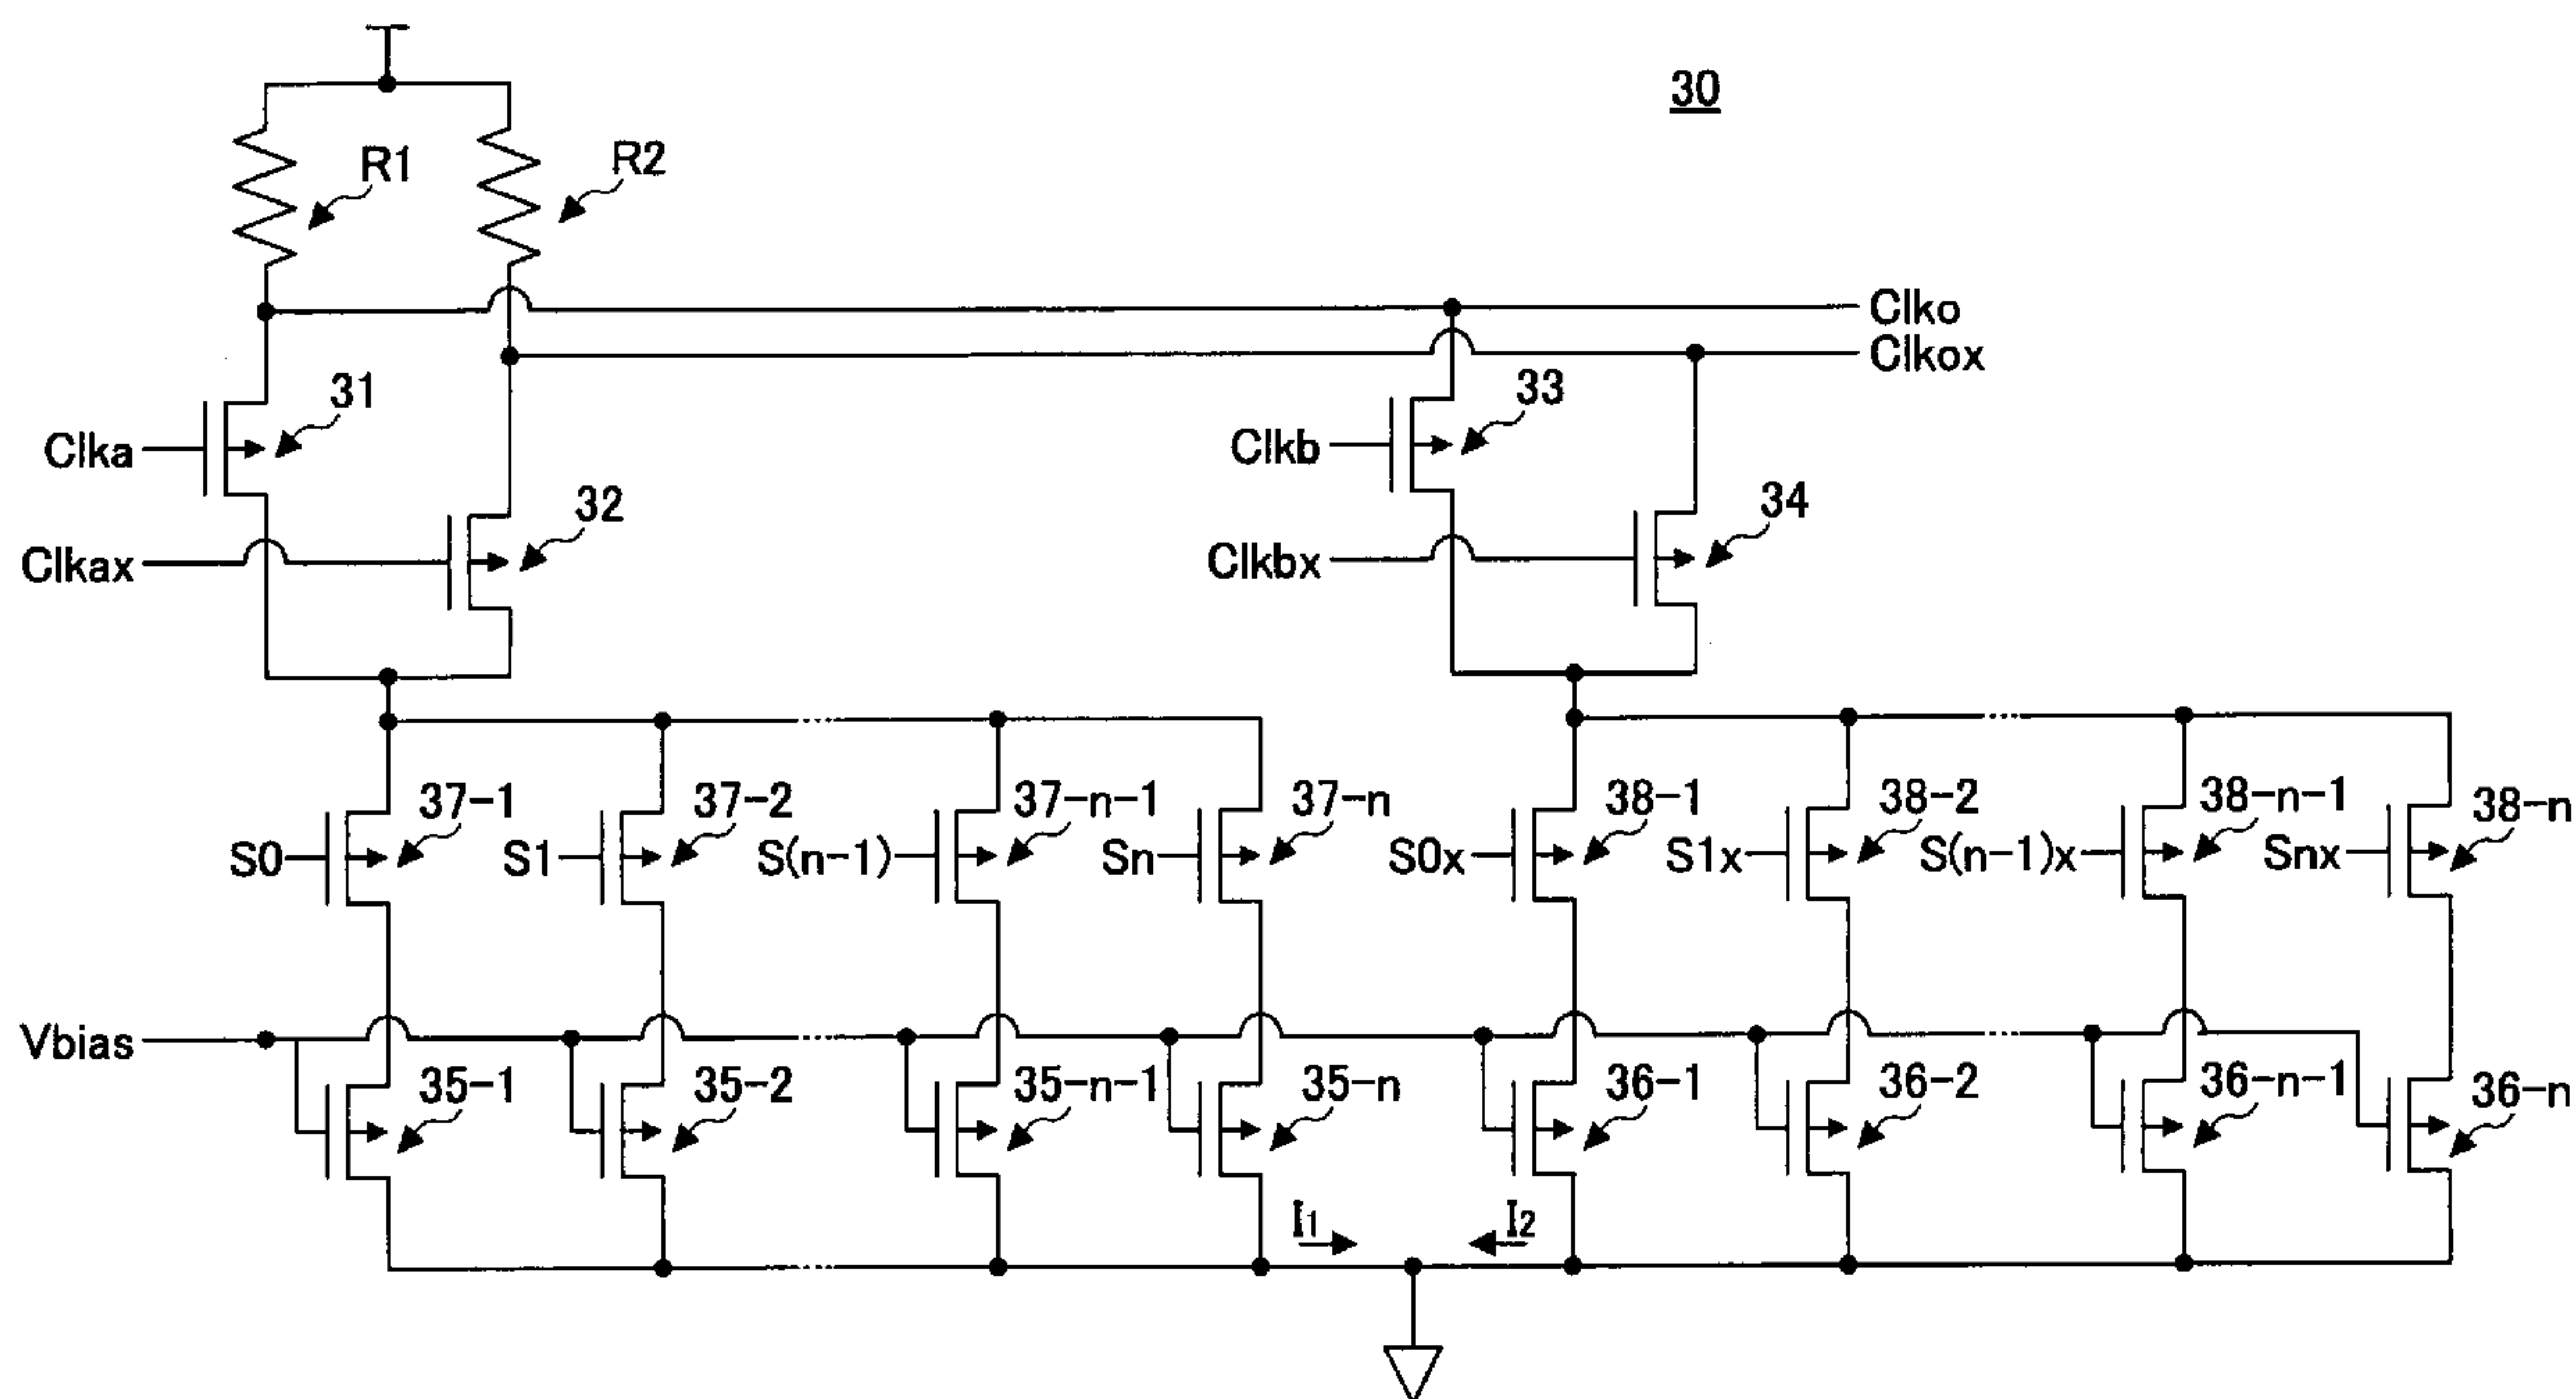 30
R1
R2
Clko
Clkox
31
33
Clka
Clkb
32
34
Clkax
Clkbx
37-1
37-2
37-n-1
37-n
38-1
38-2
38-n-1
38-n
S0
S1
S(n-1)
Sn
S0x
S1x
S(n-1)x
Snx
Vbias
35-1
35-2
35-n-1
35-n
36-1
36-2
36-n-1
36-n
I1
I2